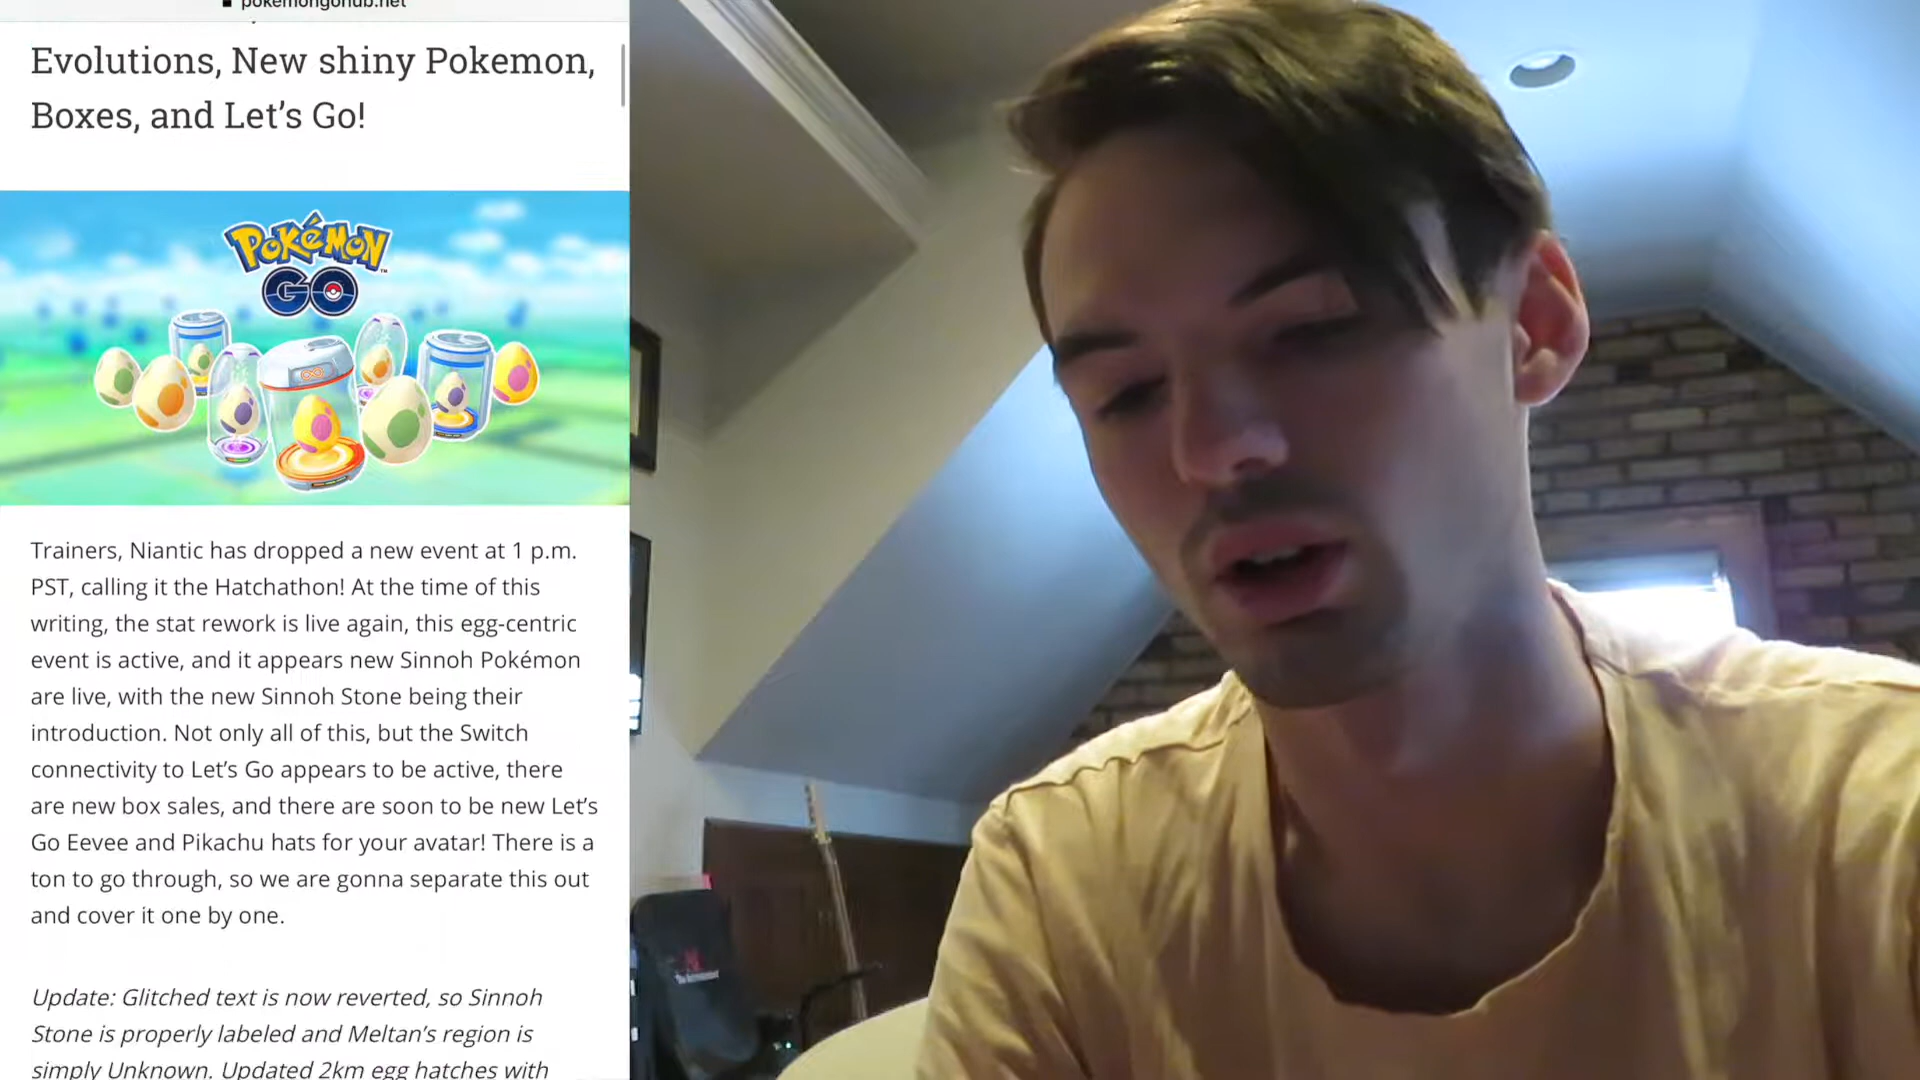 pokemongohub.net
Evolutions, New shiny Pokemon,
Boxes, and Let’s Go!
POKÉMON
GO
Trainers, Niantic has dropped a new event at 1 p.m.
PST, calling it the Hatchathon! At the time of this
writing, the stat rework is live again, this egg-centric
event is active, and it appears new Sinnoh Pokémon
are live, with the new Sinnoh Stone being their
introduction. Not only all of this, but the Switch
connectivity to Let’s Go appears to be active, there
are new box sales, and there are soon to be new Let’s
Go Eevee and Pikachu hats for your avatar! There is a
ton to go through, so we are gonna separate this out
and cover it one by one.
Update: Glitched text is now reverted, so Sinnoh
Stone is properly labeled and Meltan’s region is
simply Unknown. Updated 2km egg hatches with